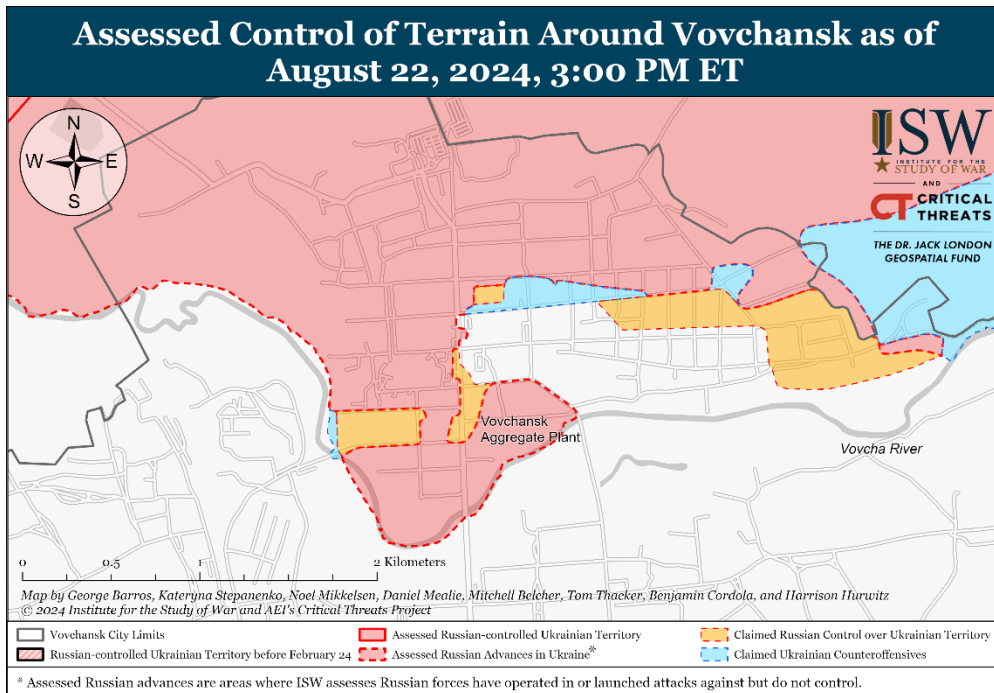 Assessed Control of Terrain Around Vovchansk as of
August 22, 2024, 3:00 PM ET
N
W E
S
ISW
INSTITUTE FOR THE
STUDY OF WAR
AND
CT CRITICAL
THREATS
THE DR. JACK LONDON
GEOSPATIAL FUND
Vovchansk
Aggregate Plant
Vovcha River
0 0.5 1 2 Kilometers
Map by George Barros, Kateryna Stepanenko, Noel Mikkelsen, Daniel Mealie, Mitchell Belcher, Tom Thacker, Benjamin Cordola, and Harrison Hurwitz
© 2024 Institute for the Study of War and AEI's Critical Threats Project
Vovchansk City Limits
Assessed Russian-controlled Ukrainian Territory
Claimed Russian Control over Ukrainian Territory
Russian-controlled Ukrainian Territory before February 24
Assessed Russian Advances in Ukraine*
Claimed Ukrainian Counteroffensives
* Assessed Russian advances are areas where ISW assesses Russian forces have operated in or launched attacks against but do not control.